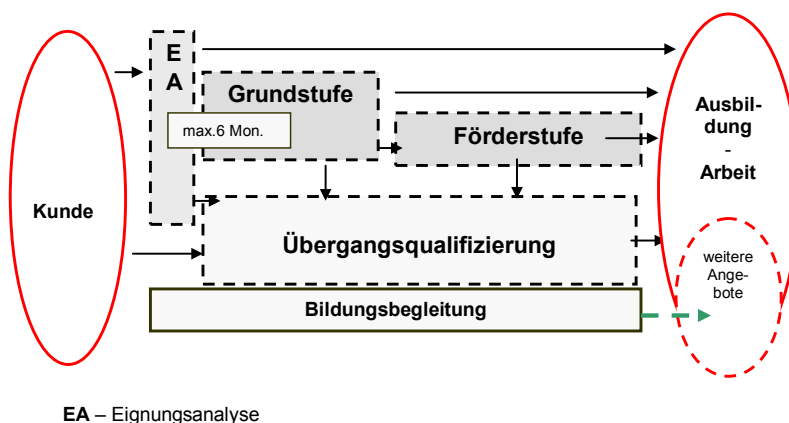 E
A
Grundstufe
max.6 Mon.
Förderstufe
Ausbil-
dung
-
Arbeit
Kunde
Übergangsqualifizierung
weitere
Ange-
bote
Bildungsbegleitung
EA – Eignungsanalyse